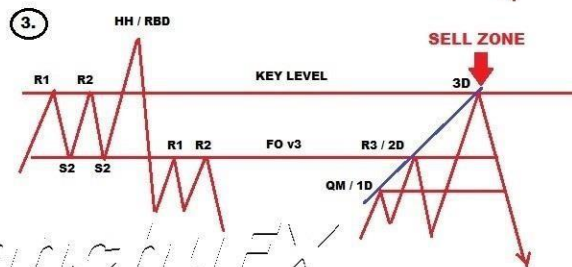 3.
HH / RBD
SELL ZONE
R1 R2 KEY LEVEL 3D
S2 S2 R1 R2 FO v3 R3 / 2D
QM / 1D